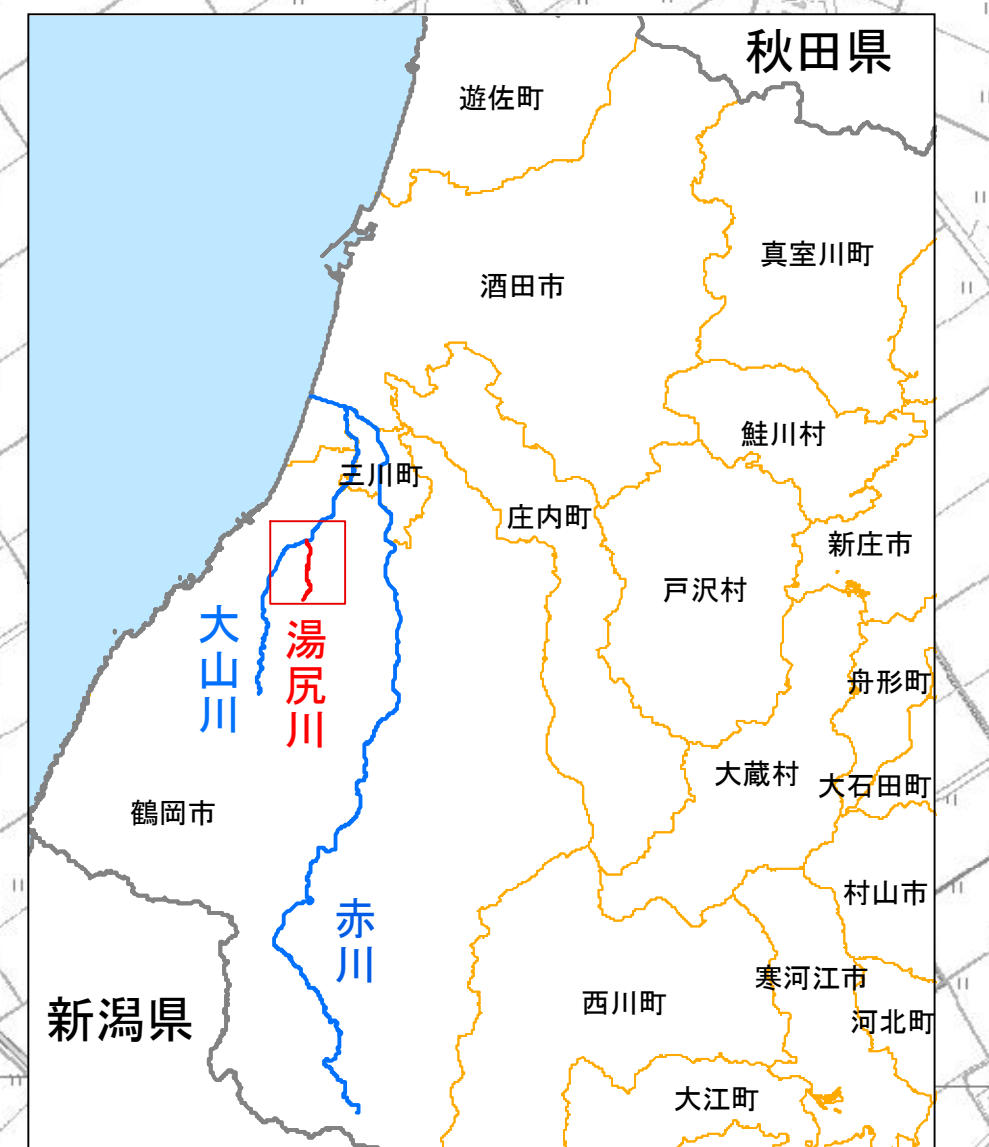 秋田県
遊佐町
真室川町
酒田市
鮭川村
三川町
庄内町
新庄市
戸沢村
大山川
湯尻川
舟形町
大蔵村
大石田町
鶴岡市
村山市
赤川
寒河江市
西川町
新潟県
河北町
大江町